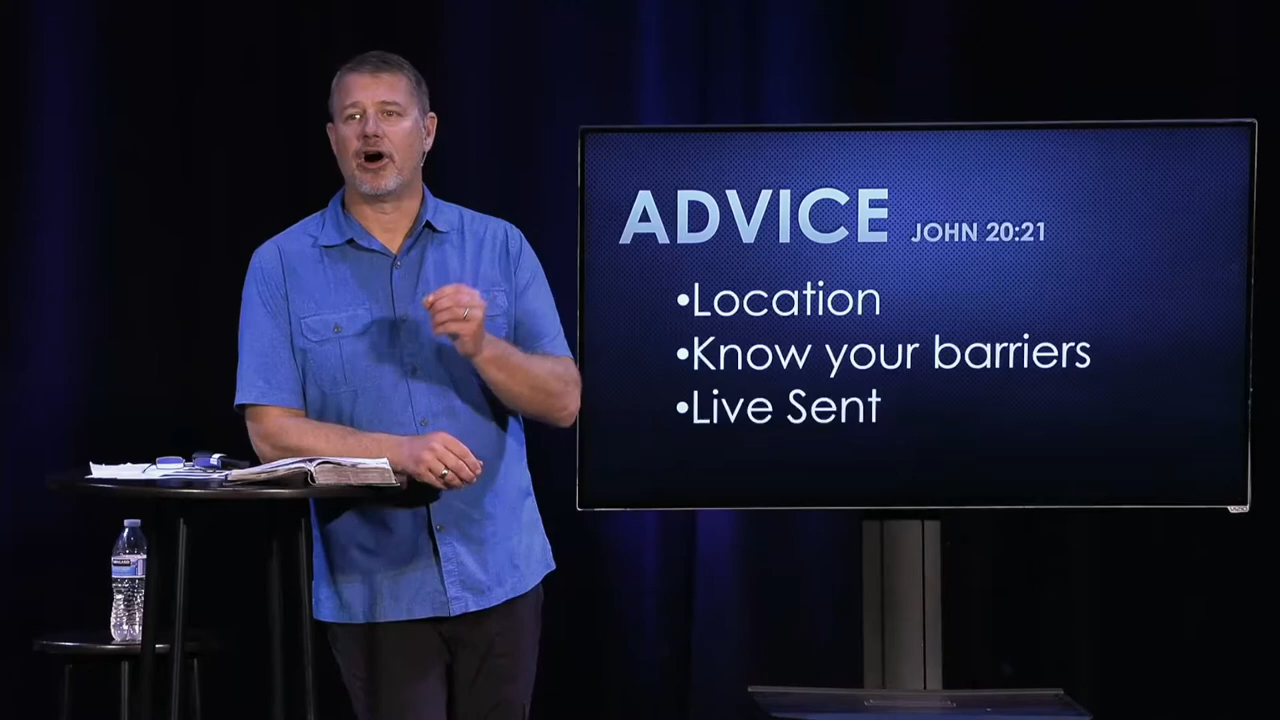 ADVICE JOHN 20:21
•Location
•Know your barriers
•Live Sent